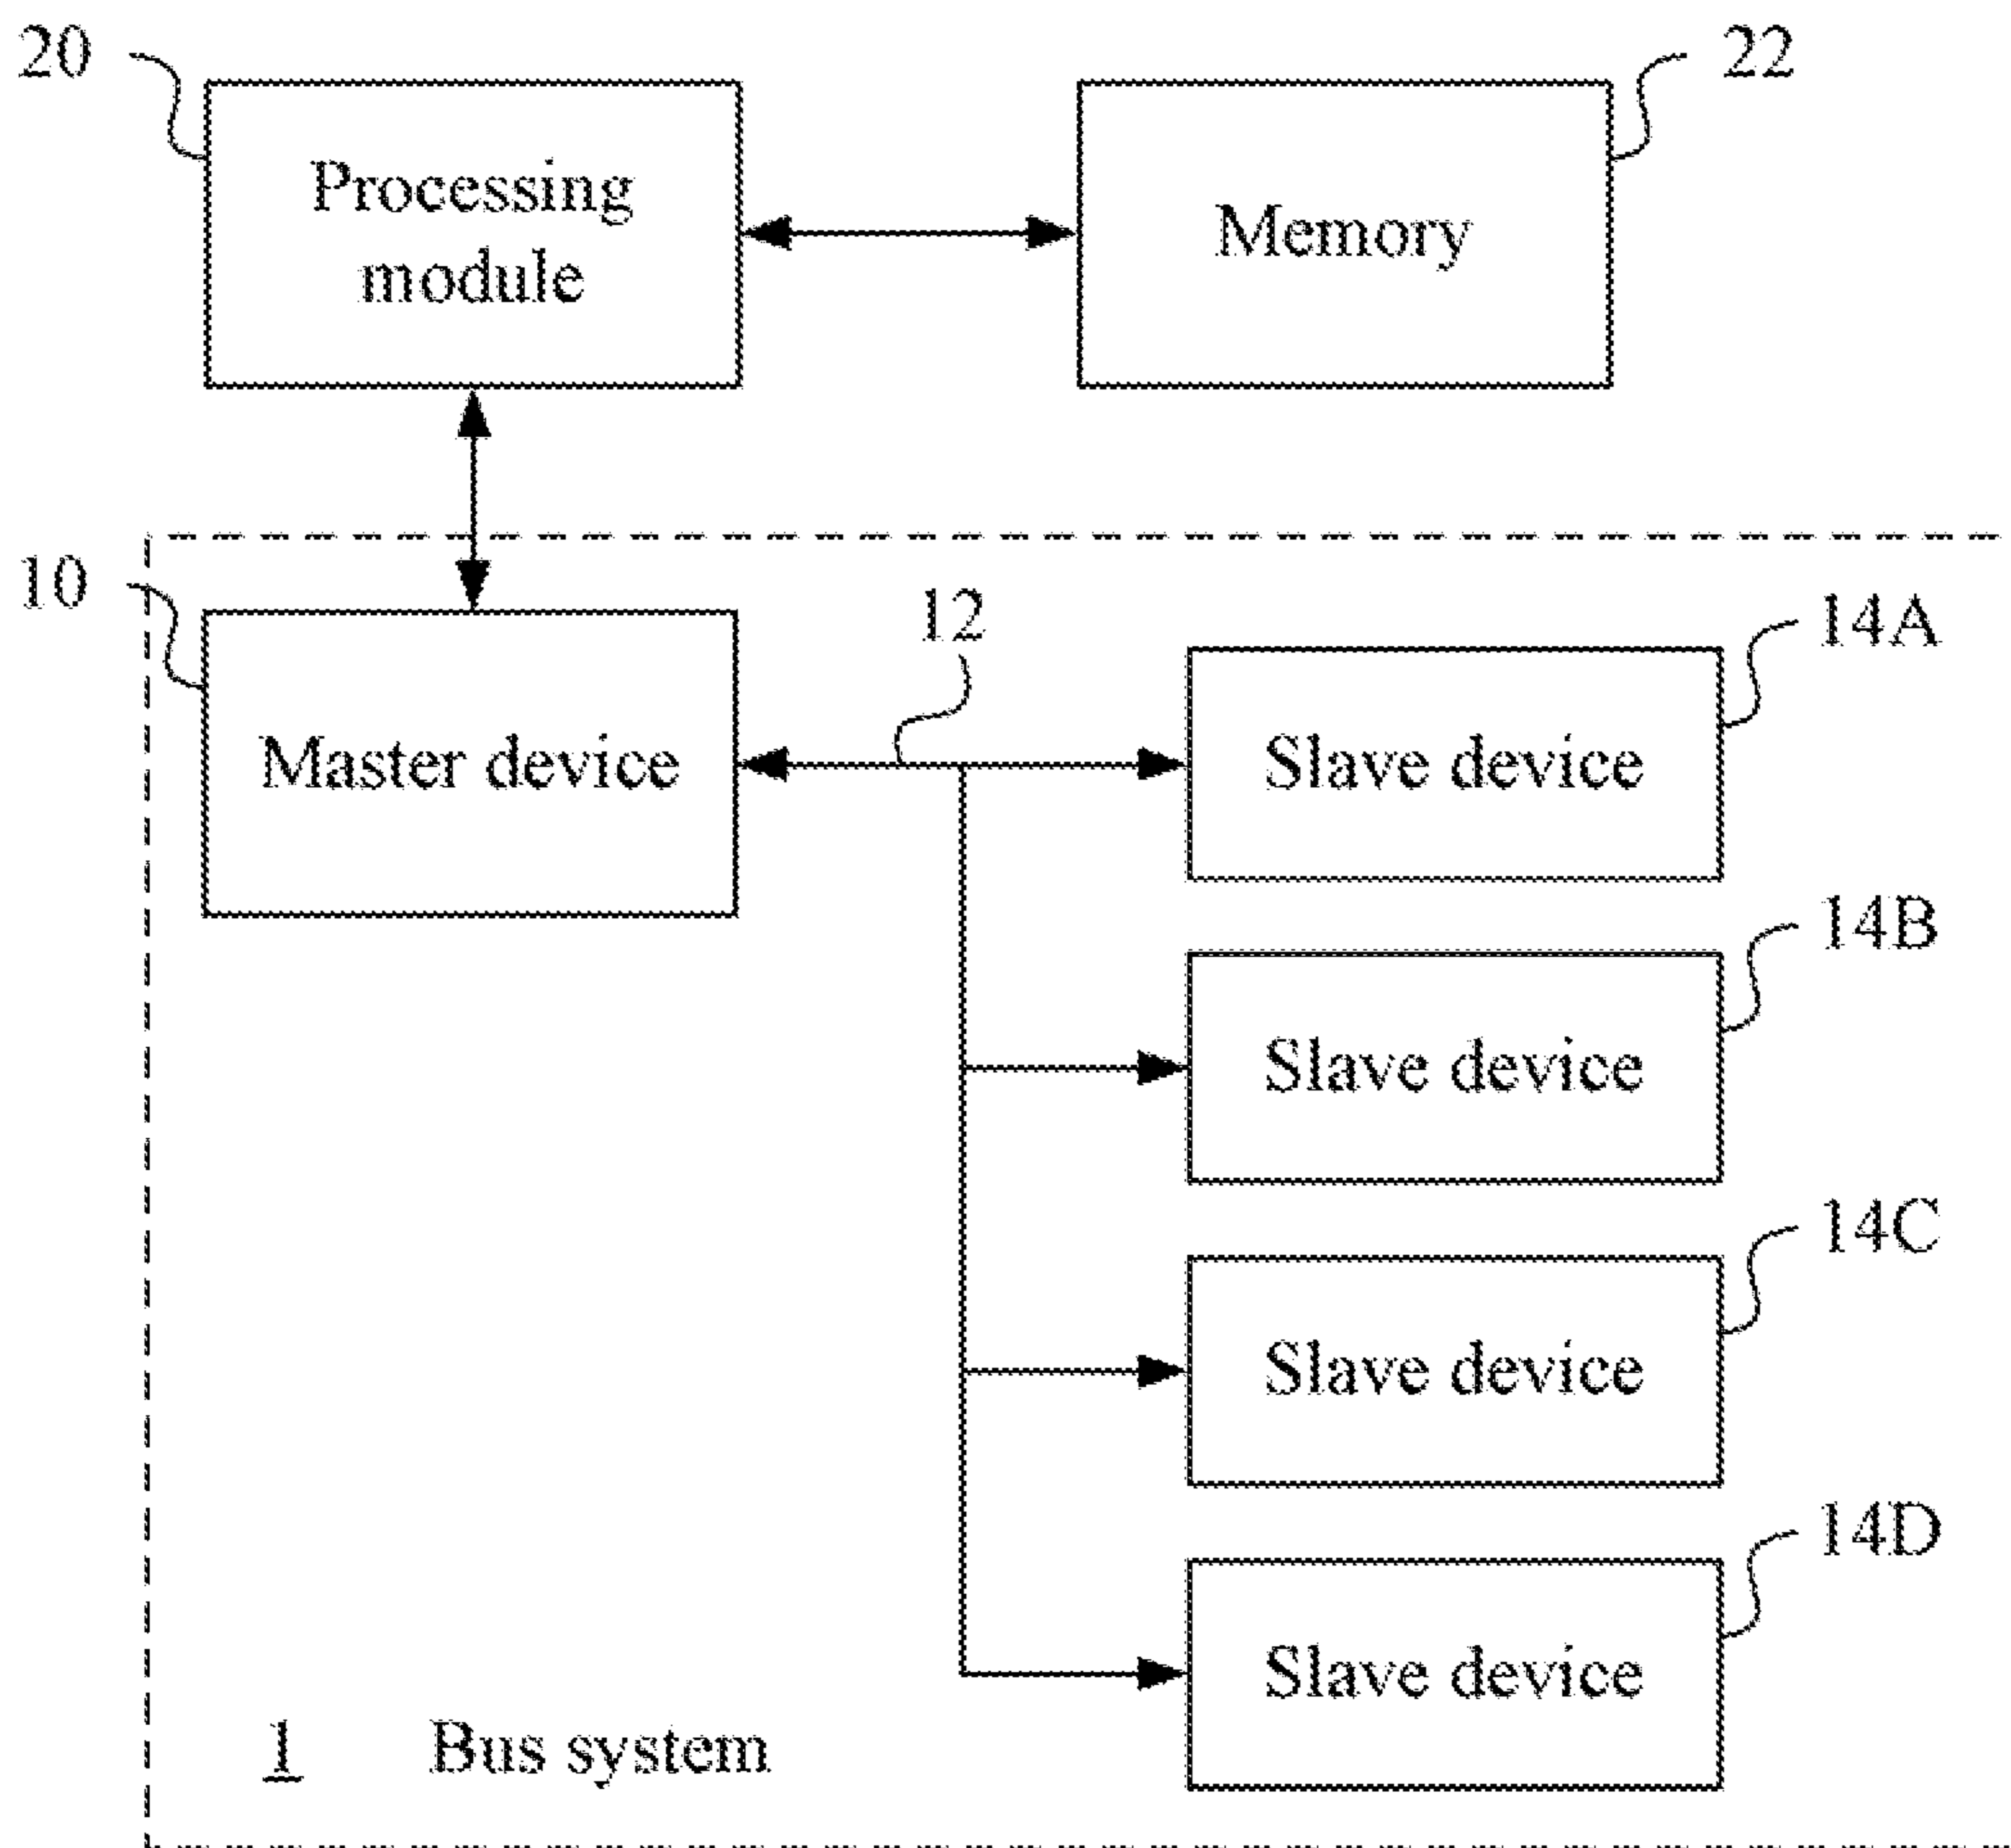 20
22
Processing
module
Memory
10
12
14A
Master device
Slave device
14B
Slave device
14C
Slave device
14D
Slave device
1 Bus system